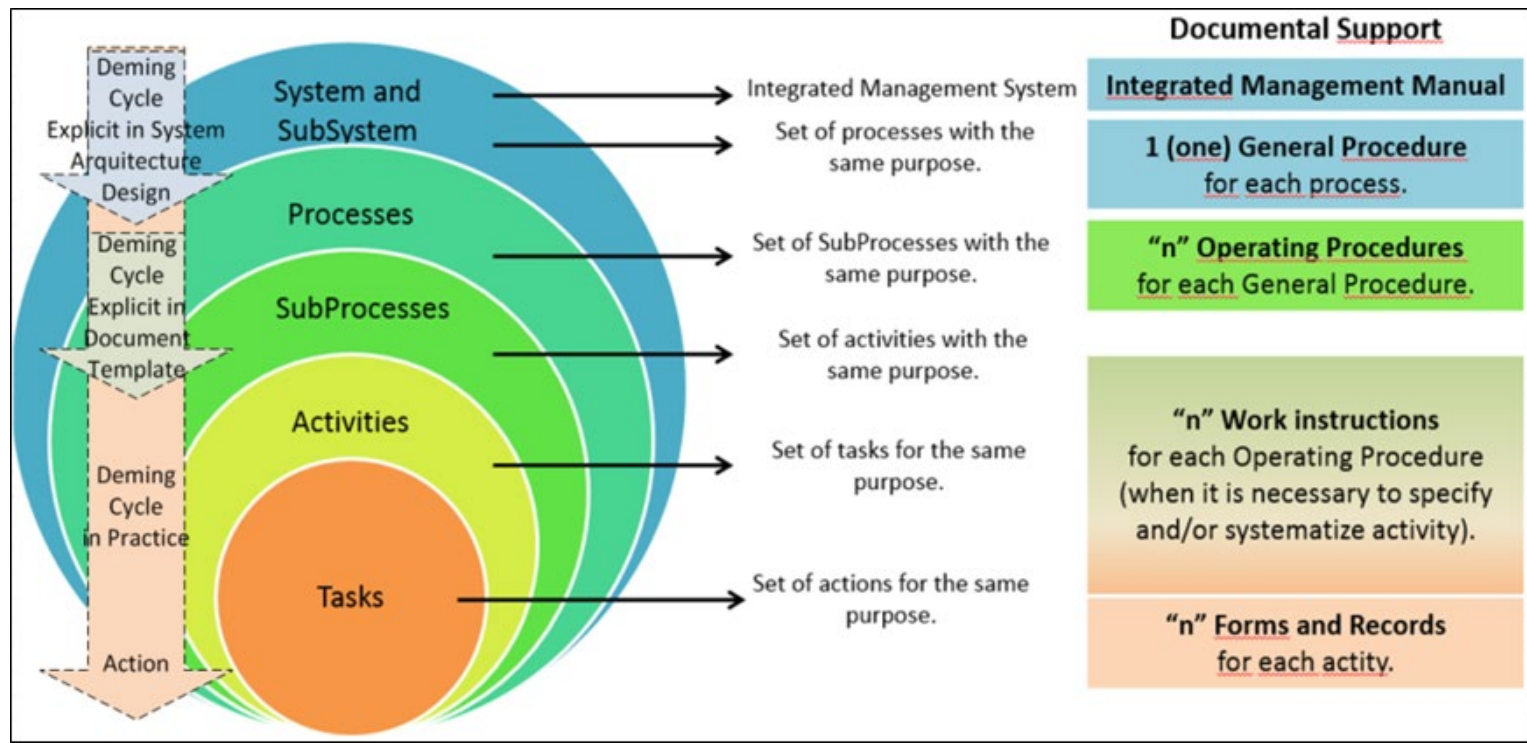 Deming
Cycle
Explicit in System
Arquitecture
Design
Deming
Cycle
Explicit in
Document
Template
Deming
Cycle
in Practice
Action
System and
SubSystem
Processes
SubProcesses
Activities
Tasks
Integrated Management System
Set of processes with the
same purpose.
Set of SubProcesses with the
same purpose.
Set of activities with the
same purpose.
Set of tasks for the same
purpose.
Set of actions for the same
purpose.
Documental Support
Integrated Management Manual
1 (one) General Procedure
for each process.
“n” Operating Procedures
for each General Procedure.
“n” Work instructions
for each Operating Procedure
(when it is necessary to specify
and/or systematize activity).
“n” Forms and Records
for each actity.